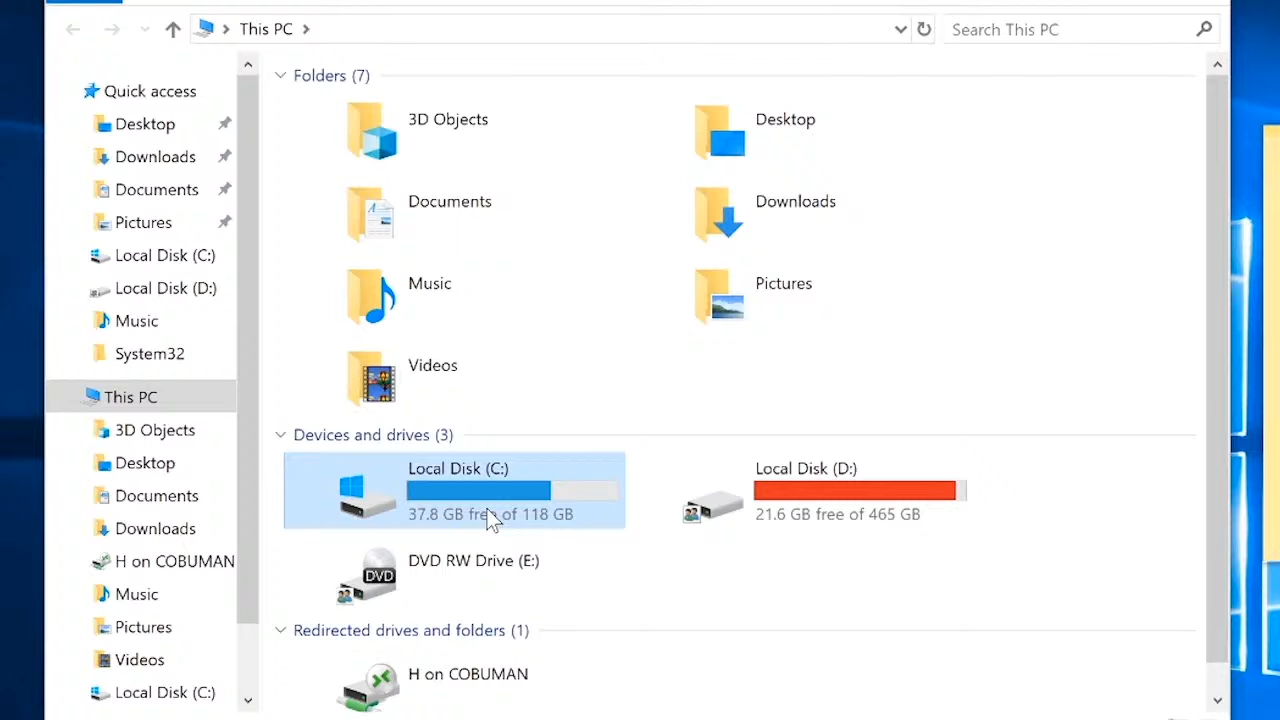 This PC
Search This PC
Quick access
Desktop
Downloads
Documents
Pictures
Local Disk (C:)
Local Disk (D:)
Music
System32
This PC
3D Objects
Desktop
Documents
Downloads
H on COBUMAN
Music
Pictures
Videos
Local Disk (C:)
Folders (7)
3D Objects
Desktop
Documents
Downloads
Music
Pictures
Videos
Devices and drives (3)
Local Disk (C:)
37.8 GB free of 118 GB
Local Disk (D:)
21.6 GB free of 465 GB
DVD RW Drive (E:)
DVD
Redirected drives and folders (1)
H on COBUMAN